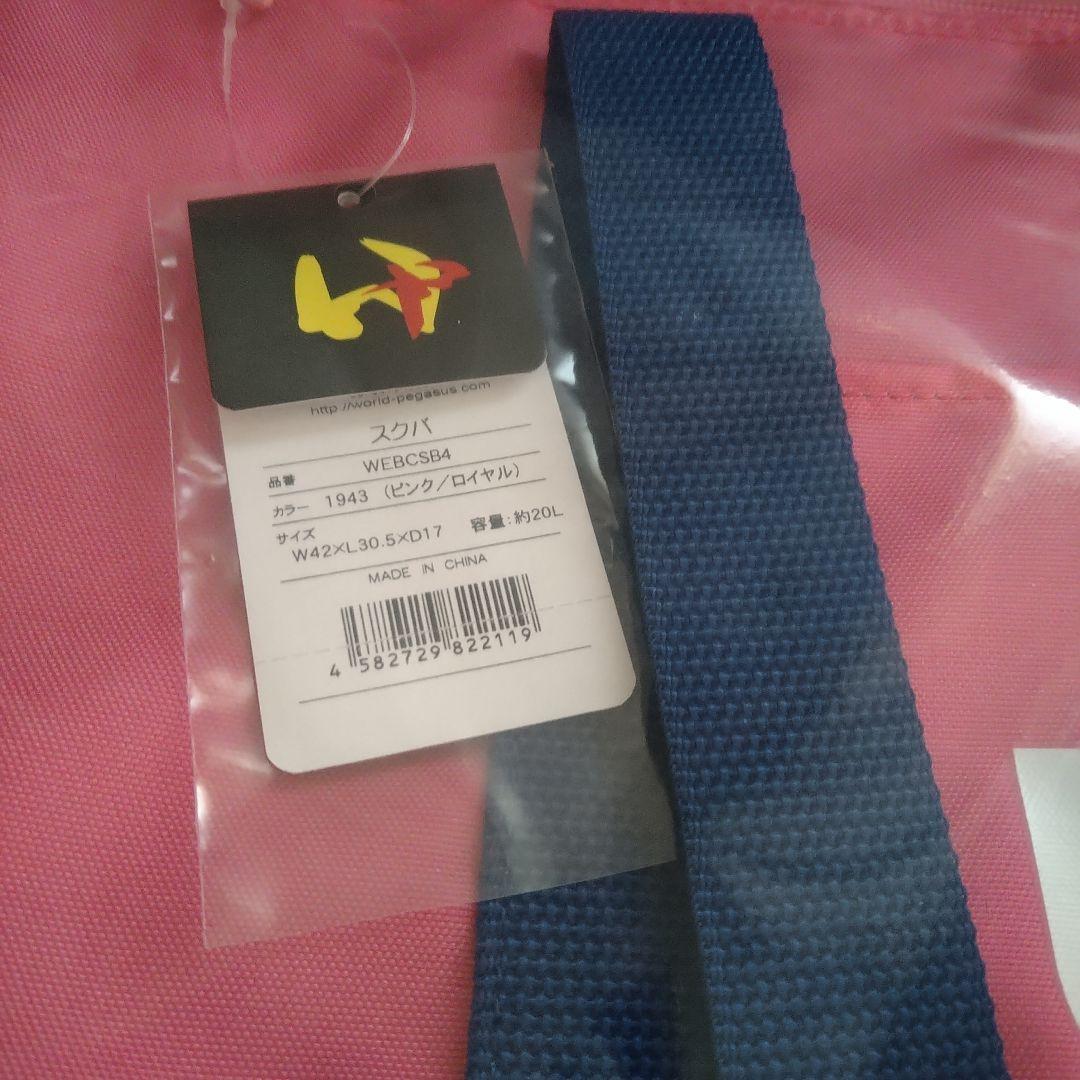 http://world-pegasus.com
スクバ
品番 WEBCSB4
カラー 1943 (ピンク／ロイヤル)
サイズ
W42×L30.5×D17 容量:約20L
MADE IN CHINA
4 582729 822119